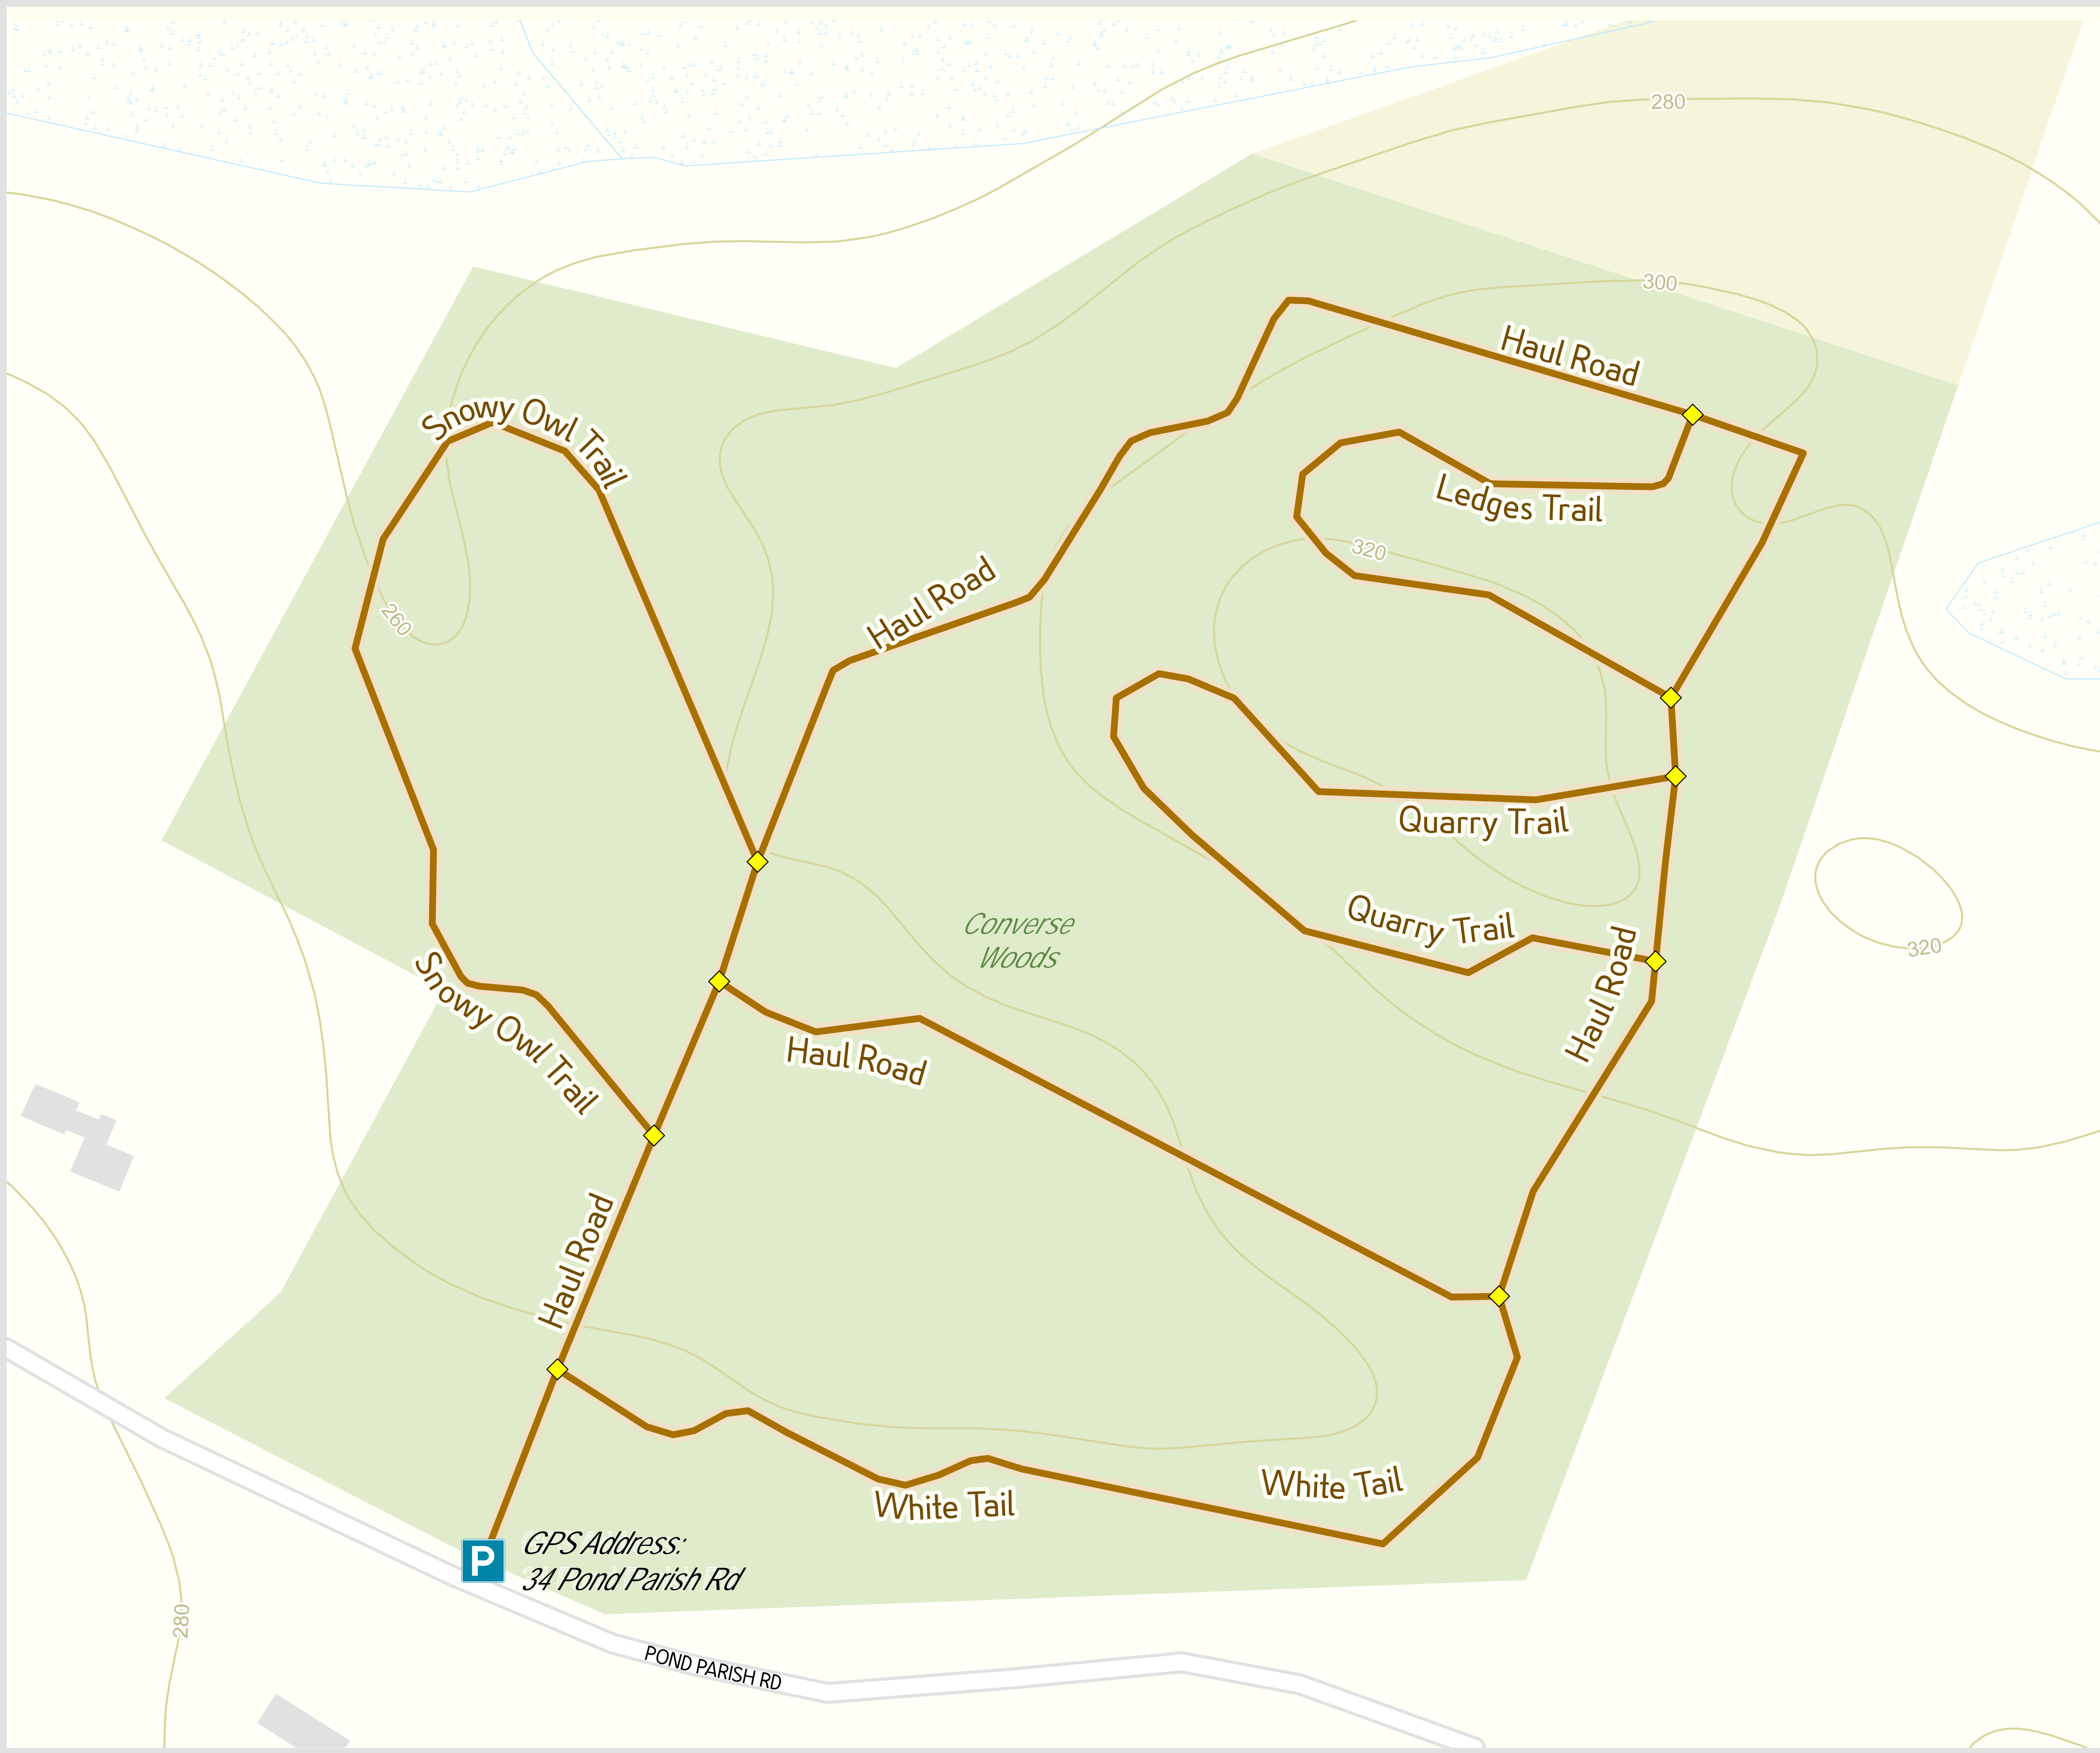 280
300
Haul Road
Snowy Owl Trail
Ledges Trail
320
Haul Road
260
Quarry Trail
Quarry Trail
Converse
Woods
320
Haul Road
Snowy Owl Trail
Haul Road
Haul Road
White Tail
White Tail
P
GPS Address:
34 Pond Parish Rd
280
POND PARISH RD